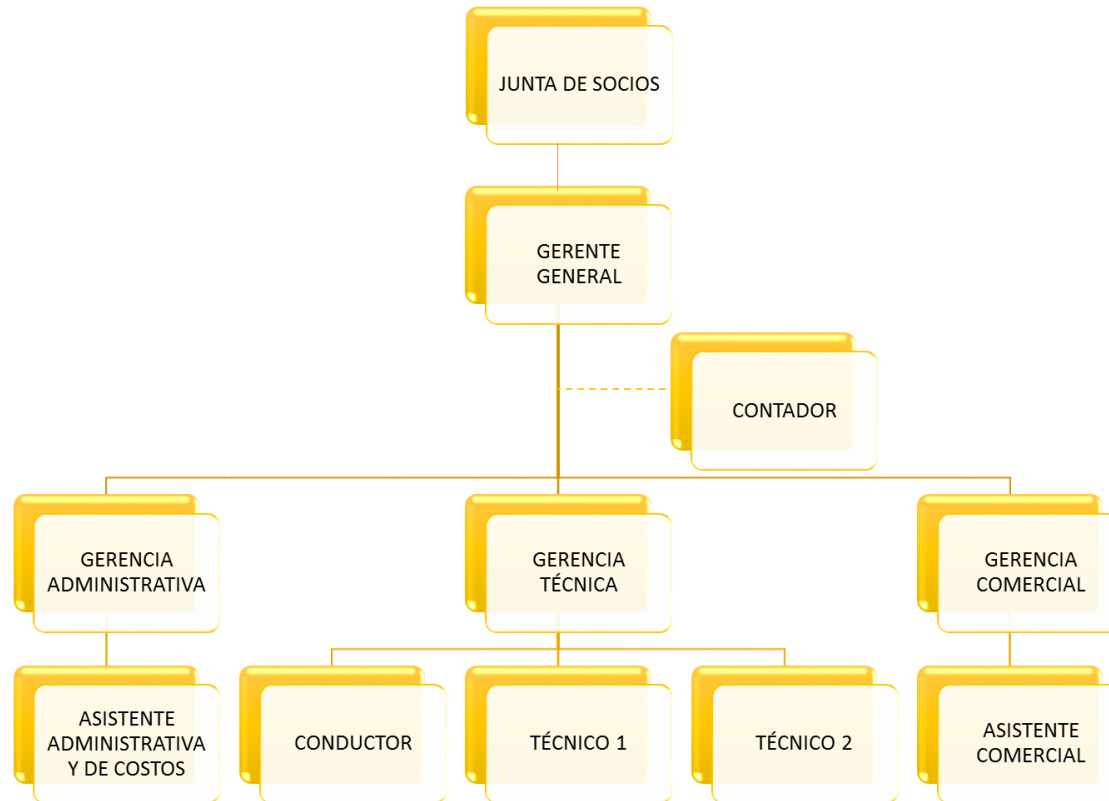 JUNTA DE SOCIOS
GERENTE
GENERAL
CONTADOR
GERENCIA
ADMINISTRATIVA
GERENCIA
TÉCNICA
GERENCIA
COMERCIAL
ASISTENTE
ADMINISTRATIVA
Y DE COSTOS
CONDUCTOR
TÉCNICO 1
TÉCNICO 2
ASISTENTE
COMERCIAL